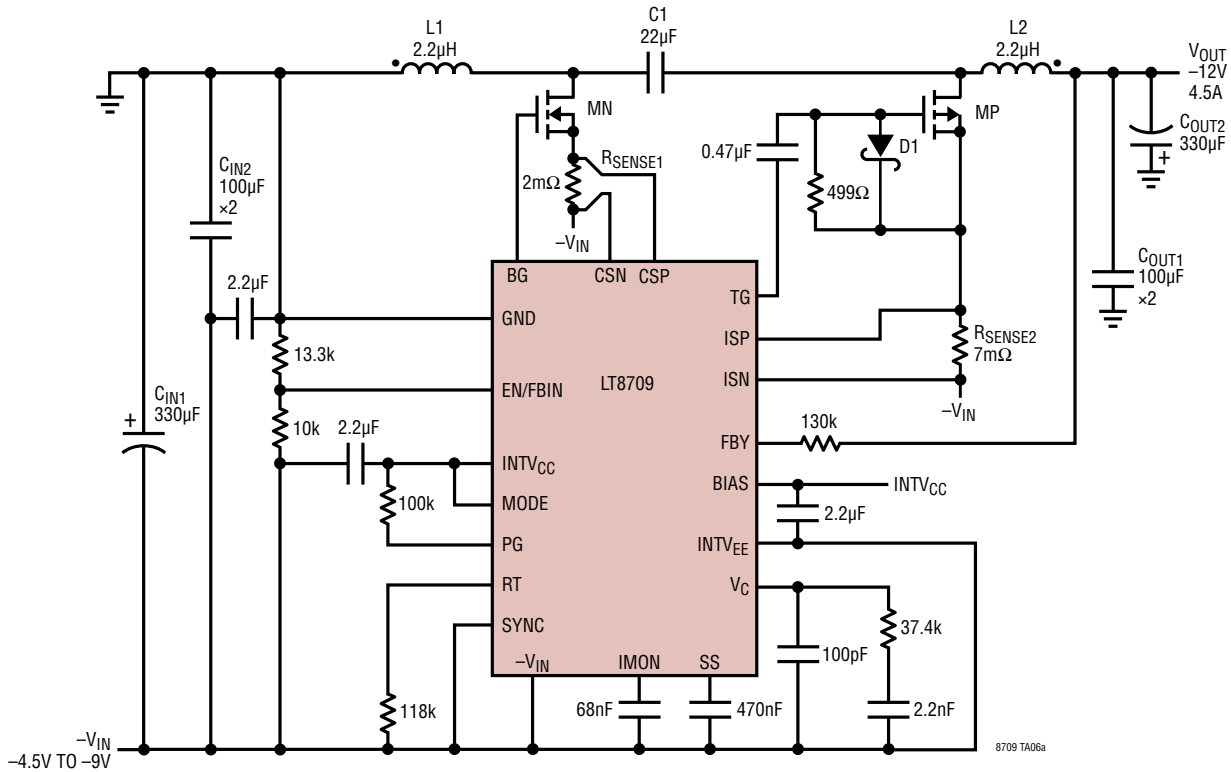 L1
2.2µH
C1
22µF
L2
2.2µH
VOUT
–12V
4.5A
MN
MP
COUT2
330µF
+
CIN2
100µF
×2
RSENSE1
2mΩ
–VIN
0.47µF
499Ω
D1
COUT1
100µF
×2
BG
CSN
CSP
2.2µF
TG
GND
ISP
RSENSE2
7mΩ
13.3k
LT8709
ISN
EN/FBIN
–VIN
+
CIN1
330µF
10k
2.2µF
130k
FBY
INTVCC
BIAS
INTVCC
100k
MODE
2.2µF
PG
INTVEE
RT
VC
37.4k
SYNC
100pF
–VIN
IMON
SS
118k
68nF
470nF
2.2nF
–VIN
–4.5V TO –9V
8709 TA06a